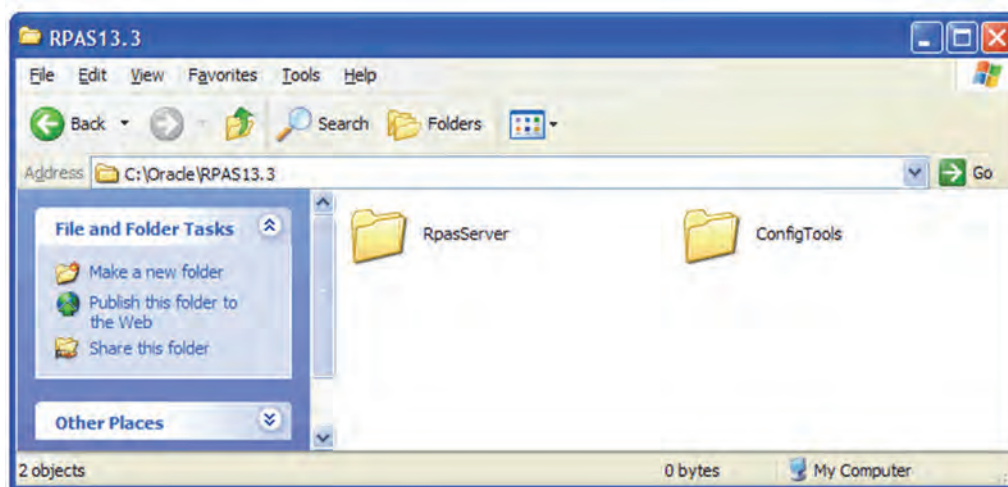 RPAS13.3
File Edit View Favorites Tools Help
Back Search Folders
Address C:\Oracle\RPAS13.3 Go
File and Folder Tasks
Make a new folder
Publish this folder to
the Web
Share this folder
Other Places
RpasServer ConfigTools
2 objects 0 bytes My Computer